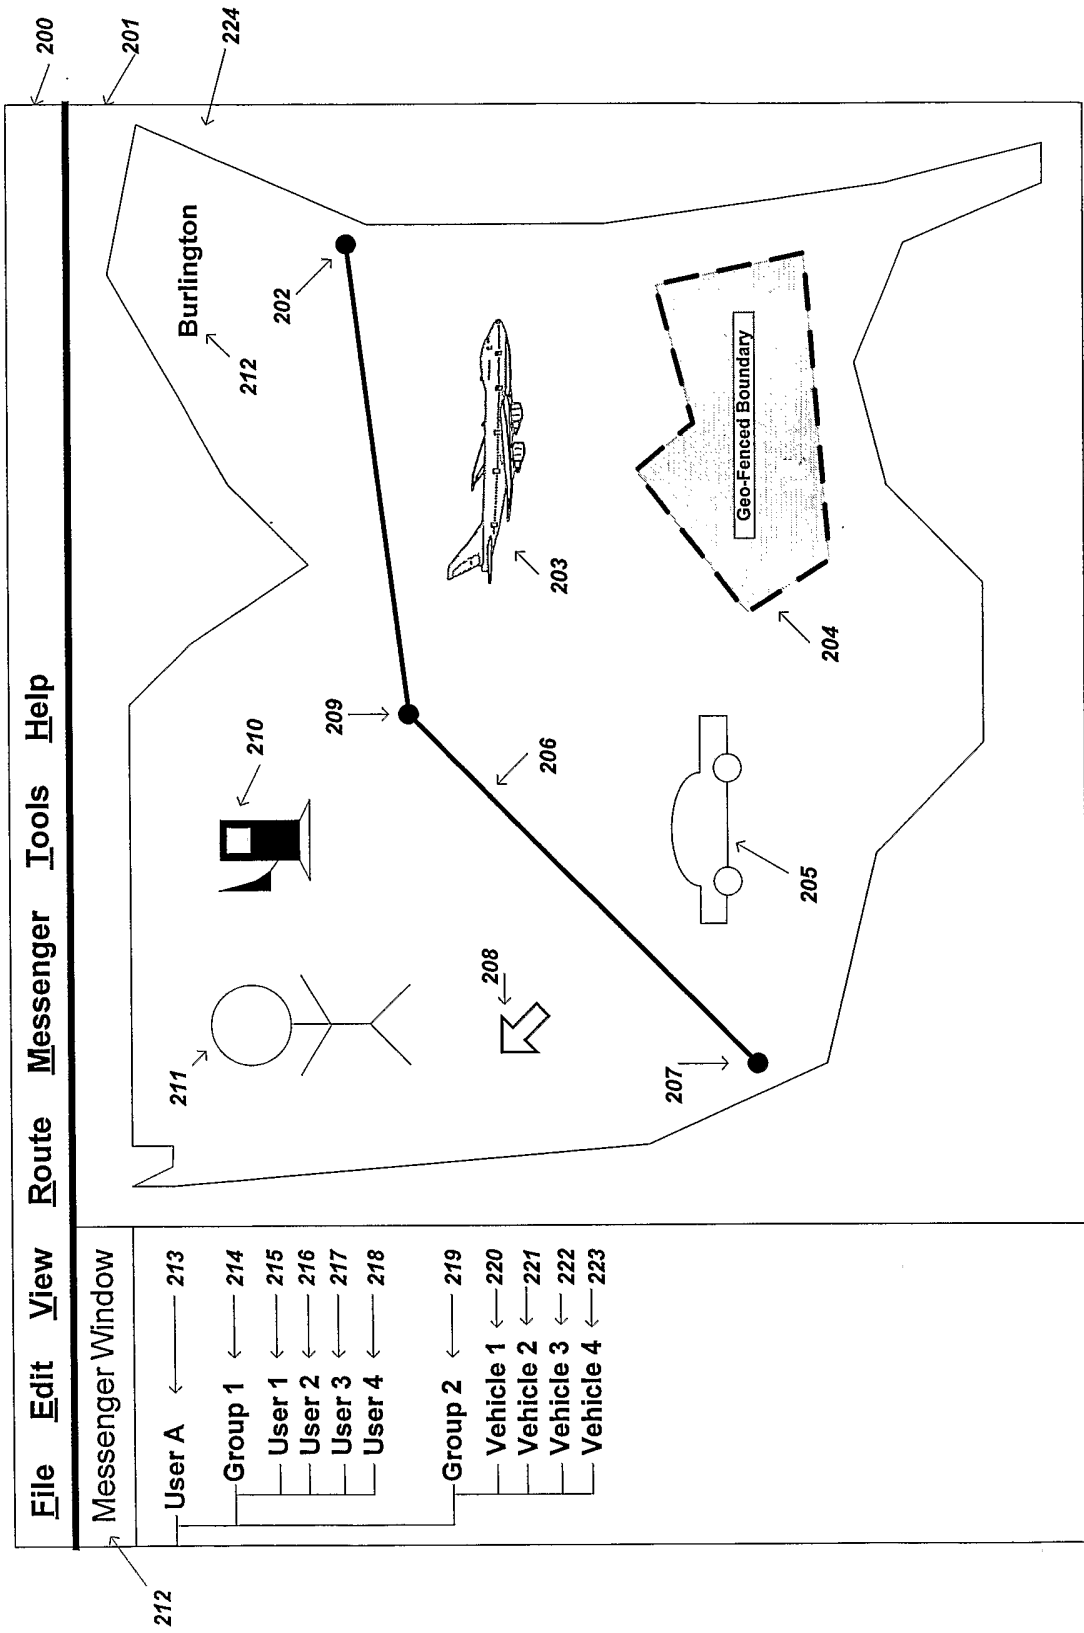 File Edit View Route Messenger Tools Help
200
201
224
Messenger Window
212
User A
213
Group 1
214
User 1
215
User 2
216
User 3
217
User 4
218
Group 2
219
Vehicle 1
220
Vehicle 2
221
Vehicle 3
222
Vehicle 4
223
211
210
Burlington
212
209
202
208
206
203
207
205
204
Geo-Fenced Boundary